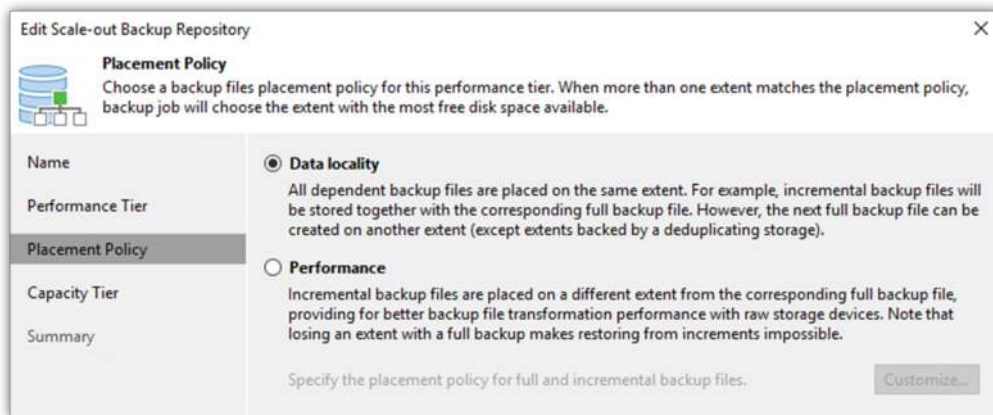 Edit Scale-out Backup Repository
Placement Policy
Choose a backup files placement policy for this performance tier. When more than one extent matches the placement policy,
backup job will choose the extent with the most free disk space available.
Name
Performance Tier
Placement Policy
Capacity Tier
Summary
Data locality
All dependent backup files are placed on the same extent. For example, incremental backup files will
be stored together with the corresponding full backup file. However, the next full backup file can be
created on another extent (except extents backed by a deduplicating storage).
Performance
Incremental backup files are placed on a different extent from the corresponding full backup file,
providing for better backup file transformation performance with raw storage devices. Note that
losing an extent with a full backup makes restoring from increments impossible.
Specify the placement policy for full and incremental backup files.
Customize...